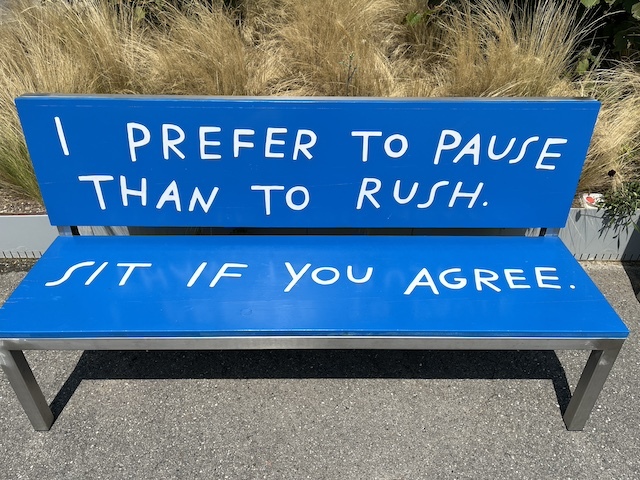 I PREFER TO PAUSE
THAN TO RUSH.
SIT IF YOU AGREE.